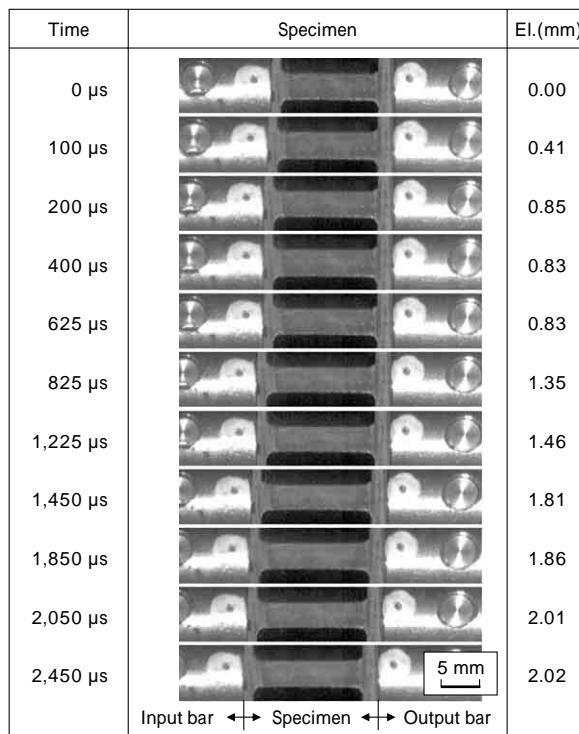 Time Specimen El.(mm)
0 µs 0.00
100 µs 0.41
200 µs 0.85
400 µs 0.83
625 µs 0.83
825 µs 1.35
1,225 µs 1.46
1,450 µs 1.81
1,850 µs 1.86
2,050 µs 2.01
2,450 µs 5 mm 2.02
Input bar Specimen Output bar